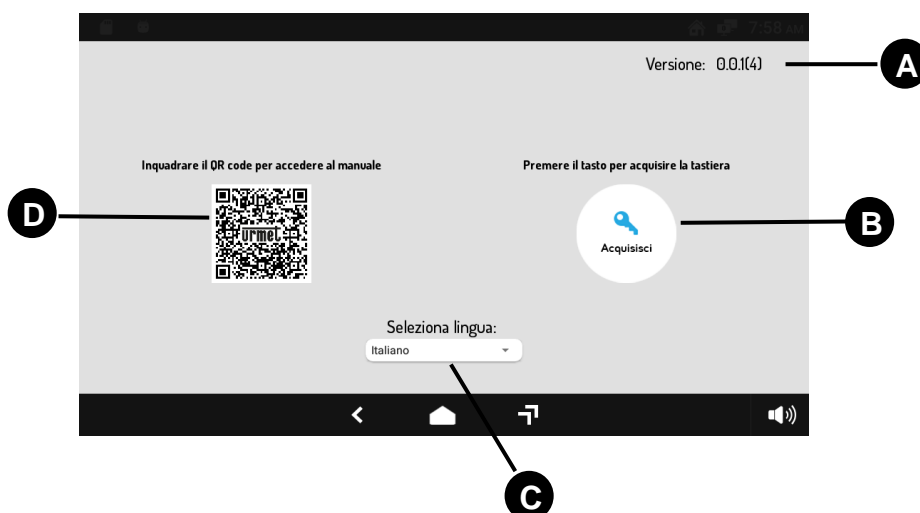 7:58 AM
Versione: 0.0.1(4)
A
Inquadrare il QR code per accedere al manuale
Premere il tasto per acquisire la tastiera
D
urmet
B
Acquisisci
Seleziona lingua:
Italiano
C